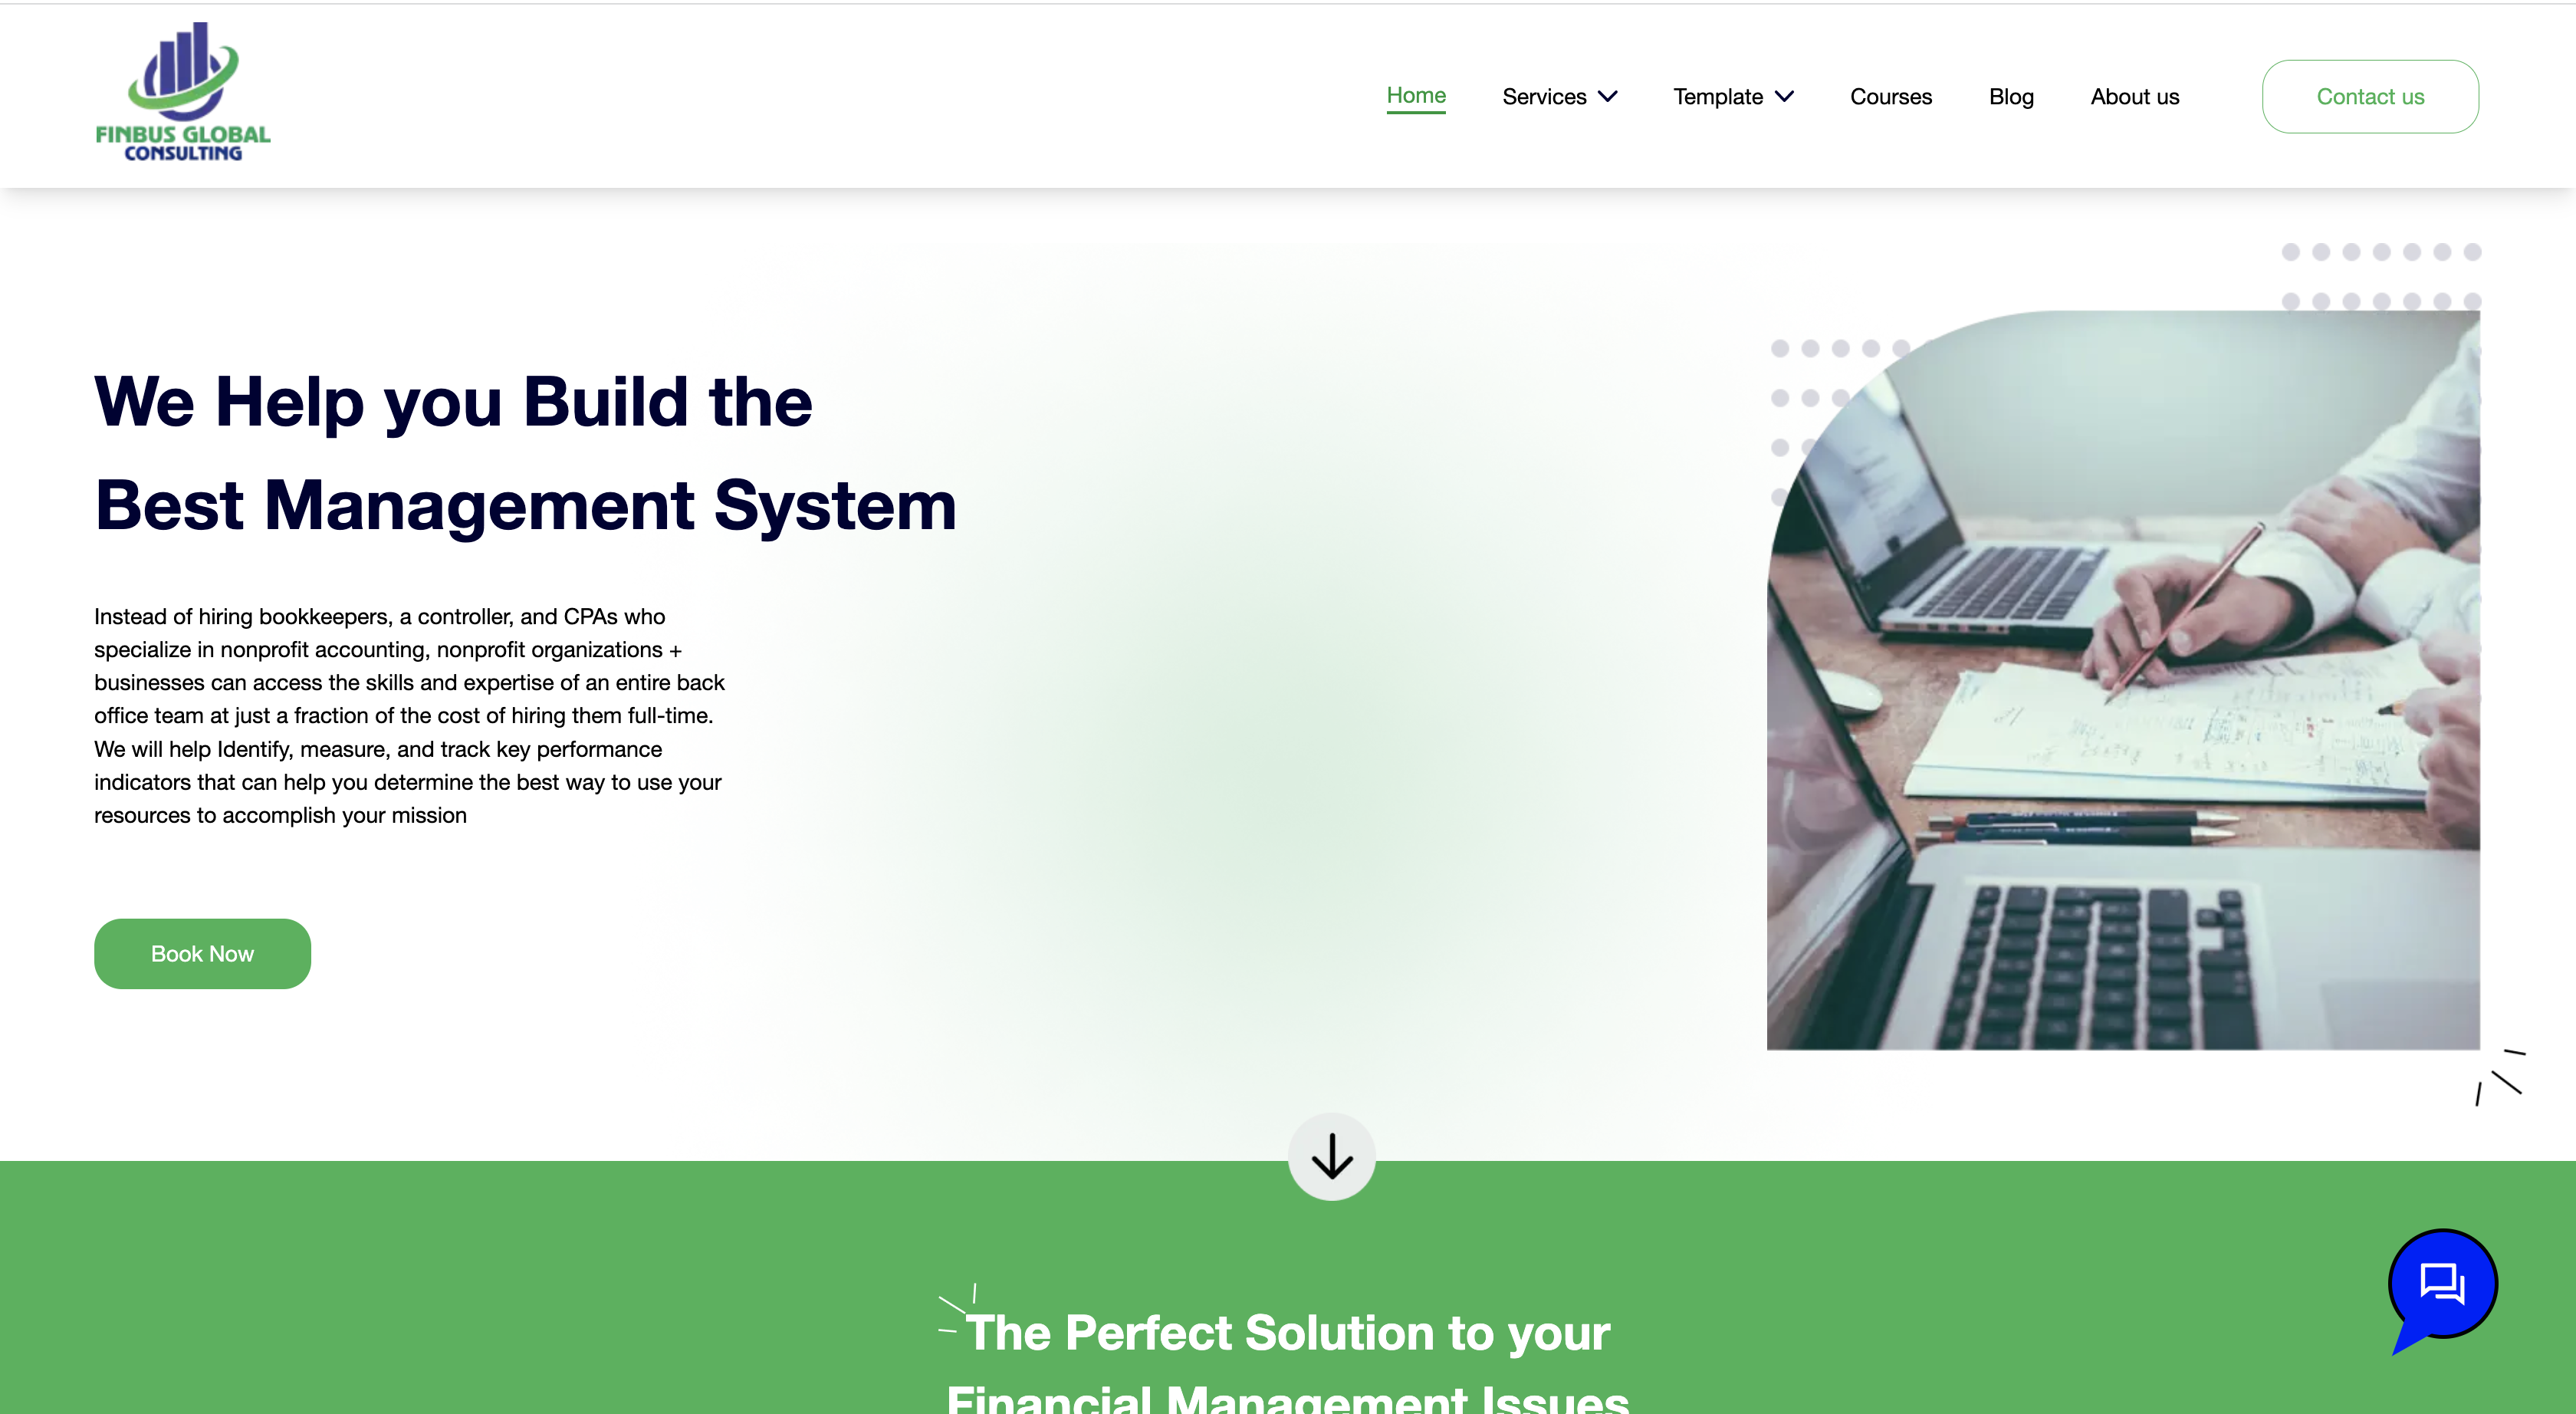 FINBUS GLOBAL
CONSULTING
Home
Services
Template
Courses
Blog
About us
Contact us
We Help you Build the
Best Management System
Instead of hiring bookkeepers, a controller, and CPAs who
specialize in nonprofit accounting, nonprofit organizations +
businesses can access the skills and expertise of an entire back
office team at just a fraction of the cost of hiring them full-time.
We will help Identify, measure, and track key performance
indicators that can help you determine the best way to use your
resources to accomplish your mission
Book Now
The Perfect Solution to your
Financial Management Issues